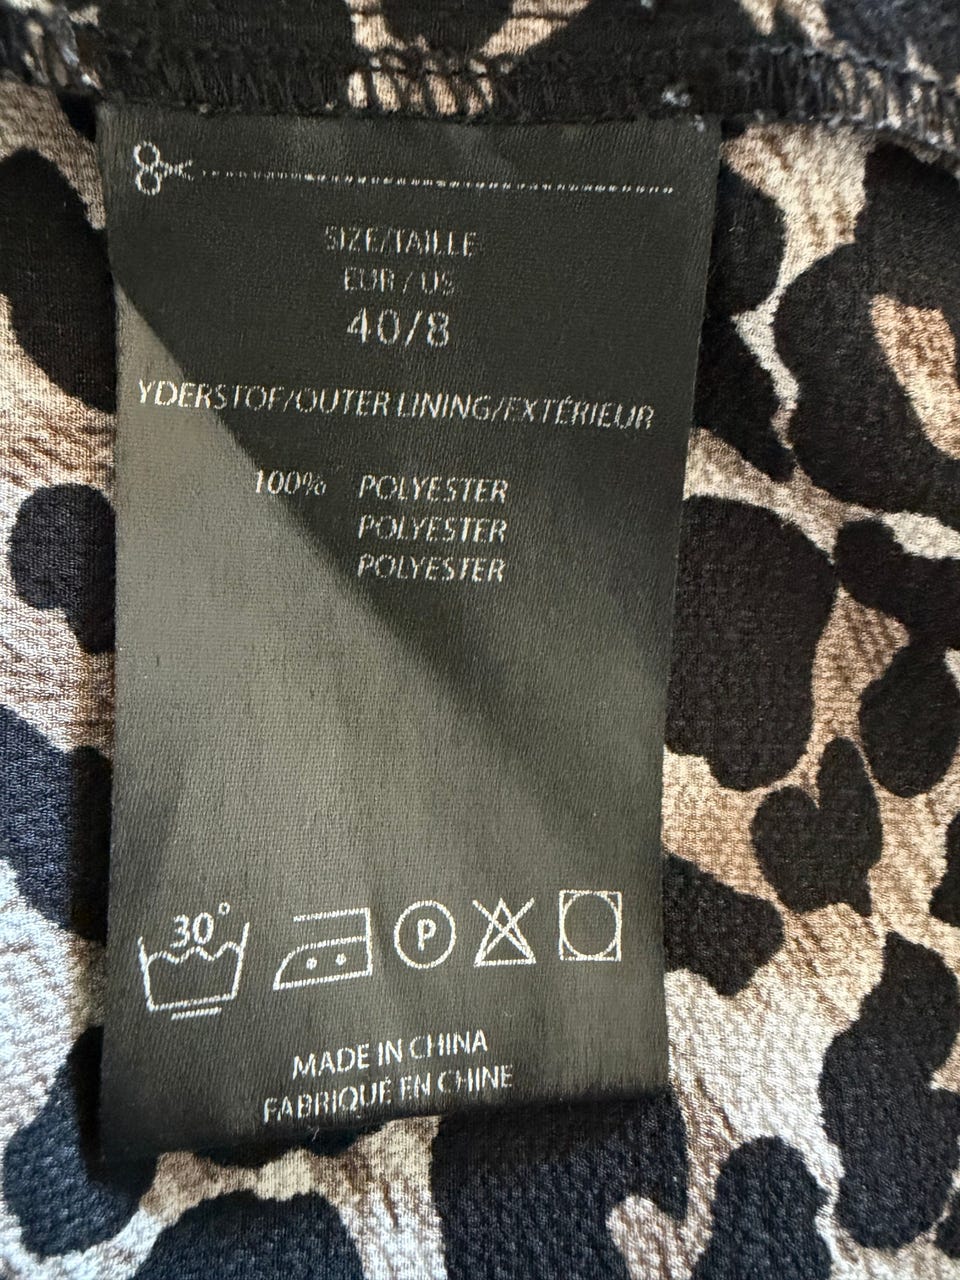 SIZE/TAILLE
EUR / US
40/8
YDERSTOF/OUTER LINING/EXTÉRIEUR
100% POLYESTER
POLYESTER
POLYESTER
30°
P
MADE IN CHINA
FABRIQUÉ EN CHINE